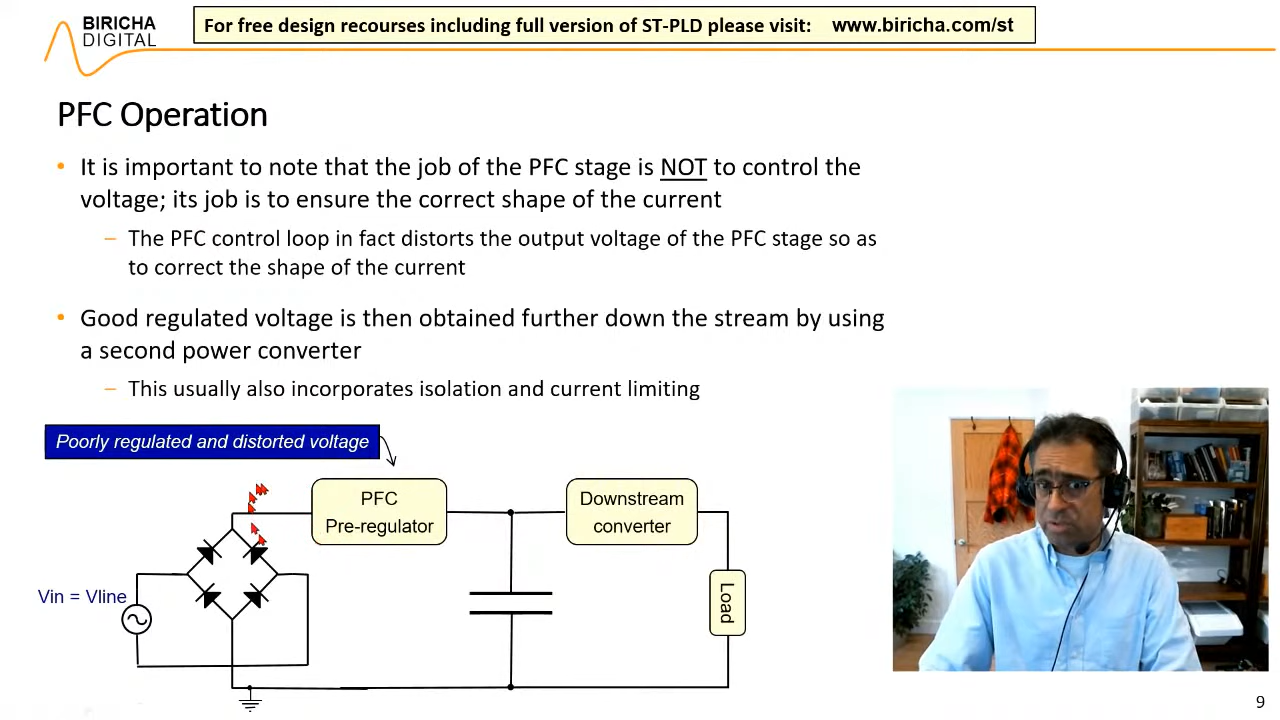 BIRICHA
DIGITAL
For free design recourses including full version of ST-PLD please visit: www.biricha.com/st
PFC Operation
• It is important to note that the job of the PFC stage is NOT to control the
voltage; its job is to ensure the correct shape of the current
– The PFC control loop in fact distorts the output voltage of the PFC stage so as
to correct the shape of the current
• Good regulated voltage is then obtained further down the stream by using
a second power converter
– This usually also incorporates isolation and current limiting
Poorly regulated and distorted voltage
PFC
Pre-regulator
Downstream
converter
Vin = Vline
Load
9